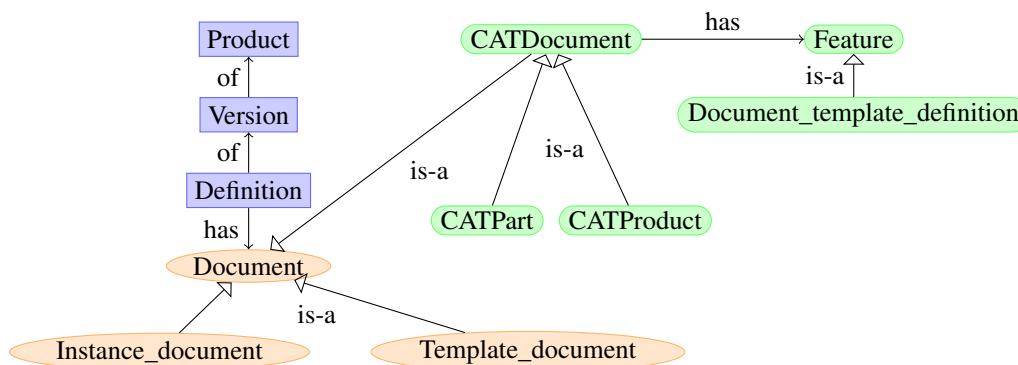 Product
CATDocument
has
Feature
of
is-a
Version
Document_template_definition
of
is-a
is-a
Definition
CATPart
CATProduct
has
Document
is-a
Instance_document
Template_document